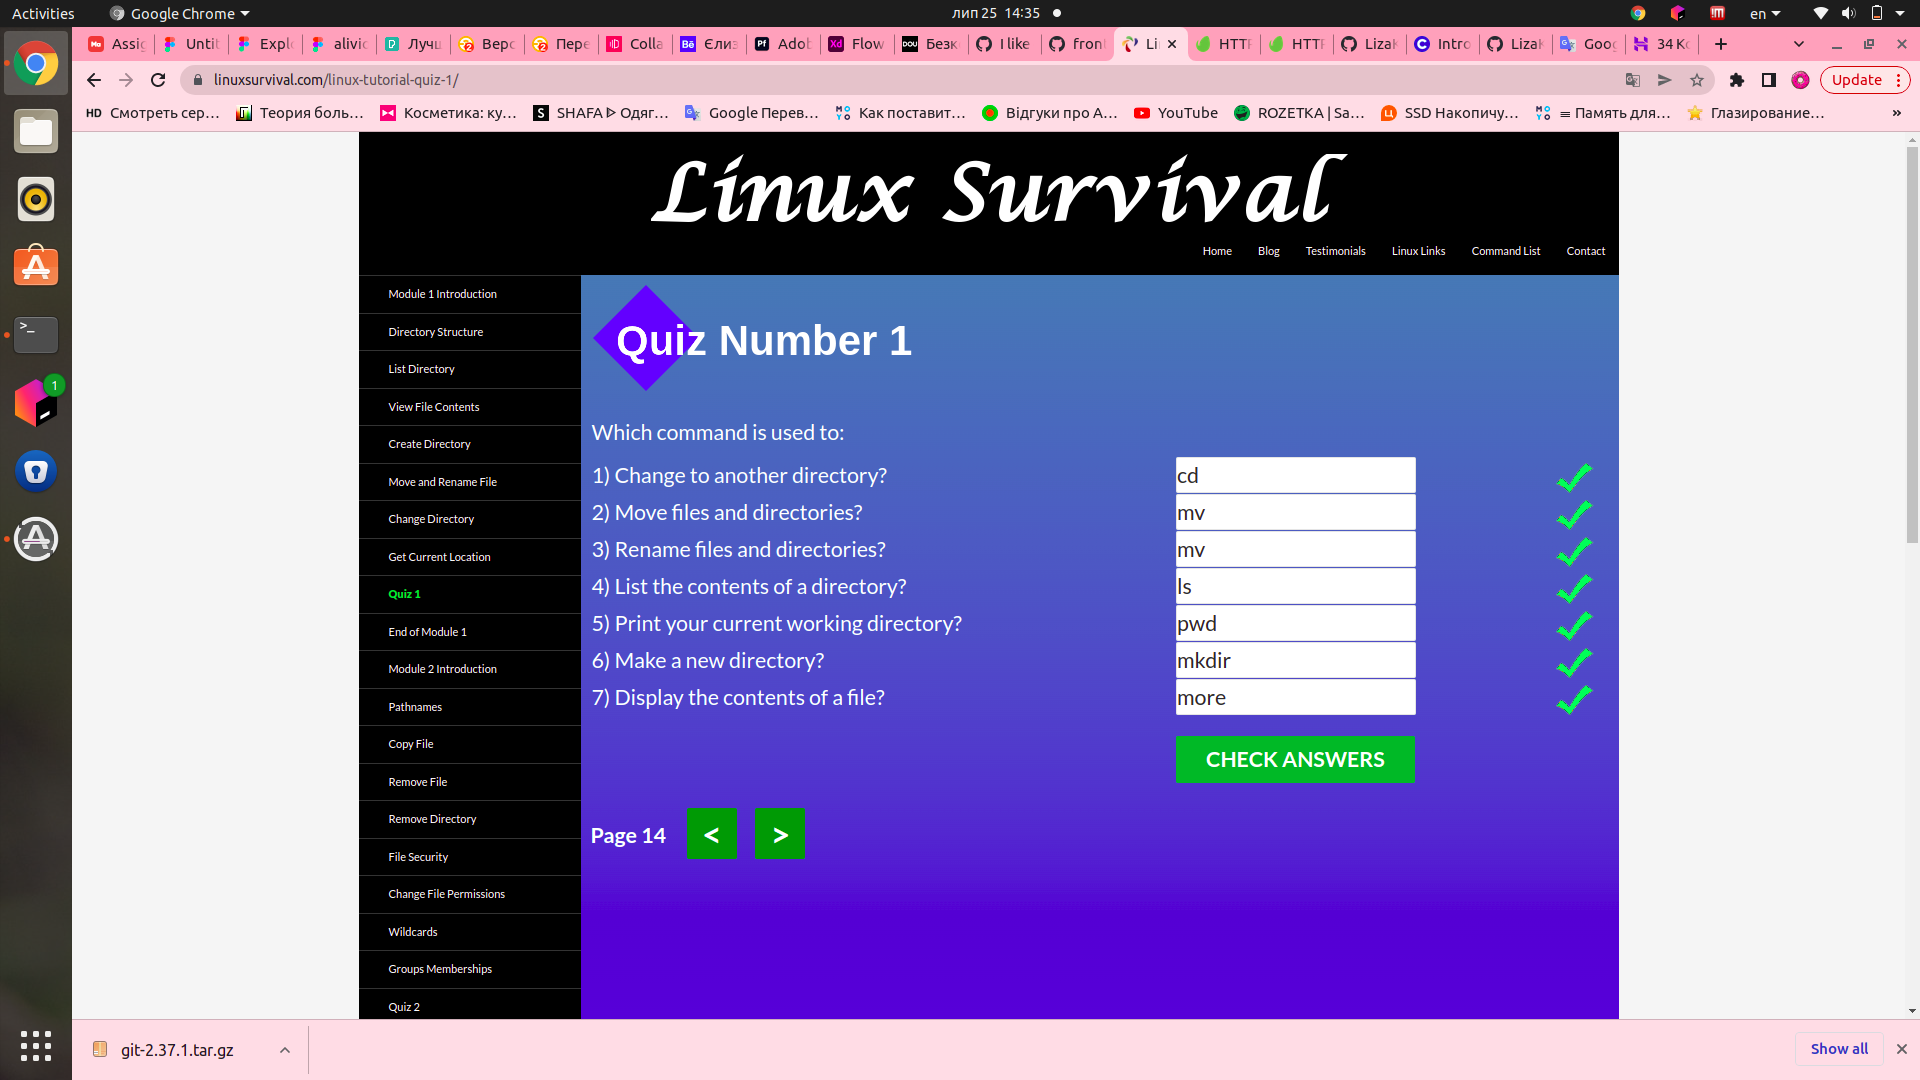 Activities Google Chrome лип 25 14:35 en
Assig Untit Explo alivio Лучш Верс Пере Colla Єлиз Adob Flow Безк I like front Lin HTTP HTTP LizaK Intro LizaK Goog 34 Ко
linuxsurvival.com/linux-tutorial-quiz-1/ Update
HD Смотреть сер… Теория боль… Косметика: ку… SHAFA ᐈ Одяг… Google Перев… Как поставит… Відгуки про А… YouTube ROZETKA | Sa… SSD Накопичу… ≡ Память для… Глазирование… »
Linux Survival
Home Blog Testimonials Linux Links Command List Contact
Module 1 Introduction
Directory Structure
List Directory
View File Contents
Create Directory
Move and Rename File
Change Directory
Get Current Location
Quiz 1
End of Module 1
Module 2 Introduction
Pathnames
Copy File
Remove File
Remove Directory
File Security
Change File Permissions
Wildcards
Groups Memberships
Quiz 2
Quiz Number 1
Which command is used to:
1) Change to another directory? cd
2) Move files and directories? mv
3) Rename files and directories? mv
4) List the contents of a directory? ls
5) Print your current working directory? pwd
6) Make a new directory? mkdir
7) Display the contents of a file? more
CHECK ANSWERS
Page 14 < >
git-2.37.1.tar.gz Show all